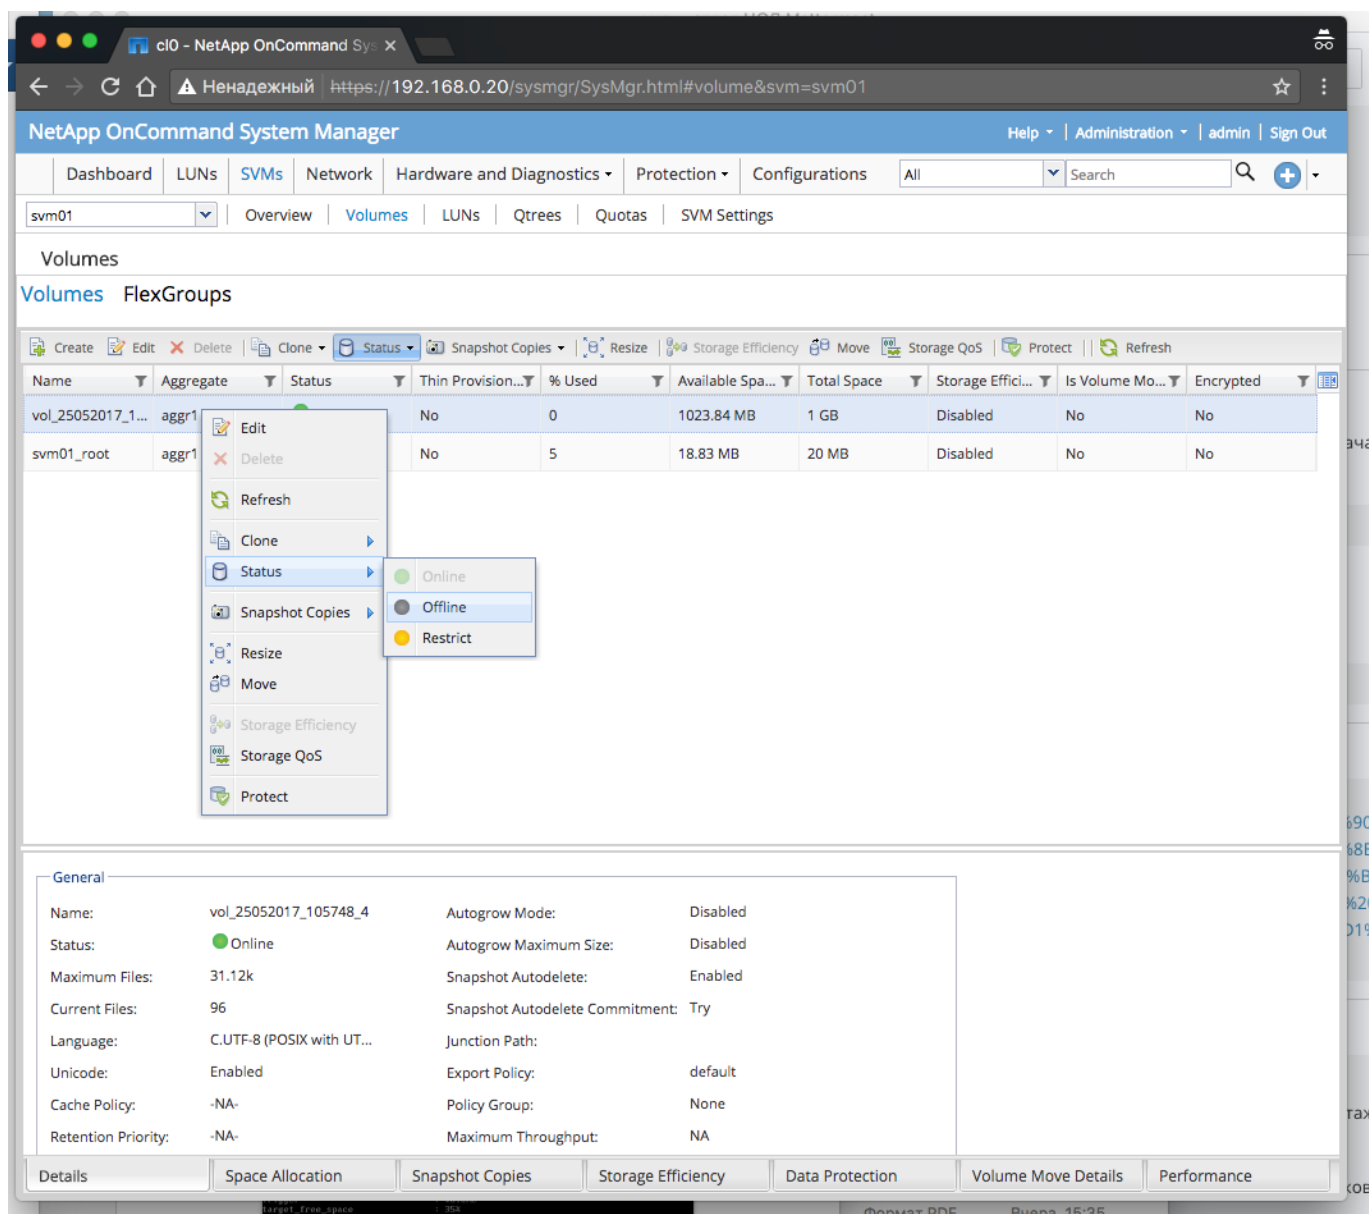 cl0 - NetApp OnCommand Sys
Ненадежный https://192.168.0.20/sysmgr/SysMgr.html#volume&svm=svm01
NetApp OnCommand System Manager Help Administration admin Sign Out
Dashboard LUNs SVMs Network Hardware and Diagnostics Protection Configurations All Search
svm01 Overview Volumes LUNs Qtrees Quotas SVM Settings
Volumes
Volumes FlexGroups
Create Edit Delete Clone Status Snapshot Copies Resize Storage Efficiency Move Storage QoS Protect Refresh
Name Aggregate Status Thin Provision... % Used Available Spa... Total Space Storage Effici... Is Volume Mo... Encrypted
vol_25052017_1... aggr1 No 0 1023.84 MB 1 GB Disabled No No
svm01_root aggr1 No 5 18.83 MB 20 MB Disabled No No
Edit
Delete
Refresh
Clone
Status
Online
Offline
Restrict
Snapshot Copies
Resize
Move
Storage Efficiency
Storage QoS
Protect
General
Name: vol_25052017_105748_4 Autogrow Mode: Disabled
Status: Online Autogrow Maximum Size: Disabled
Maximum Files: 31.12k Snapshot Autodelete: Enabled
Current Files: 96 Snapshot Autodelete Commitment: Try
Language: C.UTF-8 (POSIX with UT... Junction Path:
Unicode: Enabled Export Policy: default
Cache Policy: -NA- Policy Group: None
Retention Priority: -NA- Maximum Throughput: NA
Details Space Allocation Snapshot Copies Storage Efficiency Data Protection Volume Move Details Performance
target_free_space : 35%
Формат PDF Вчера, 15:35